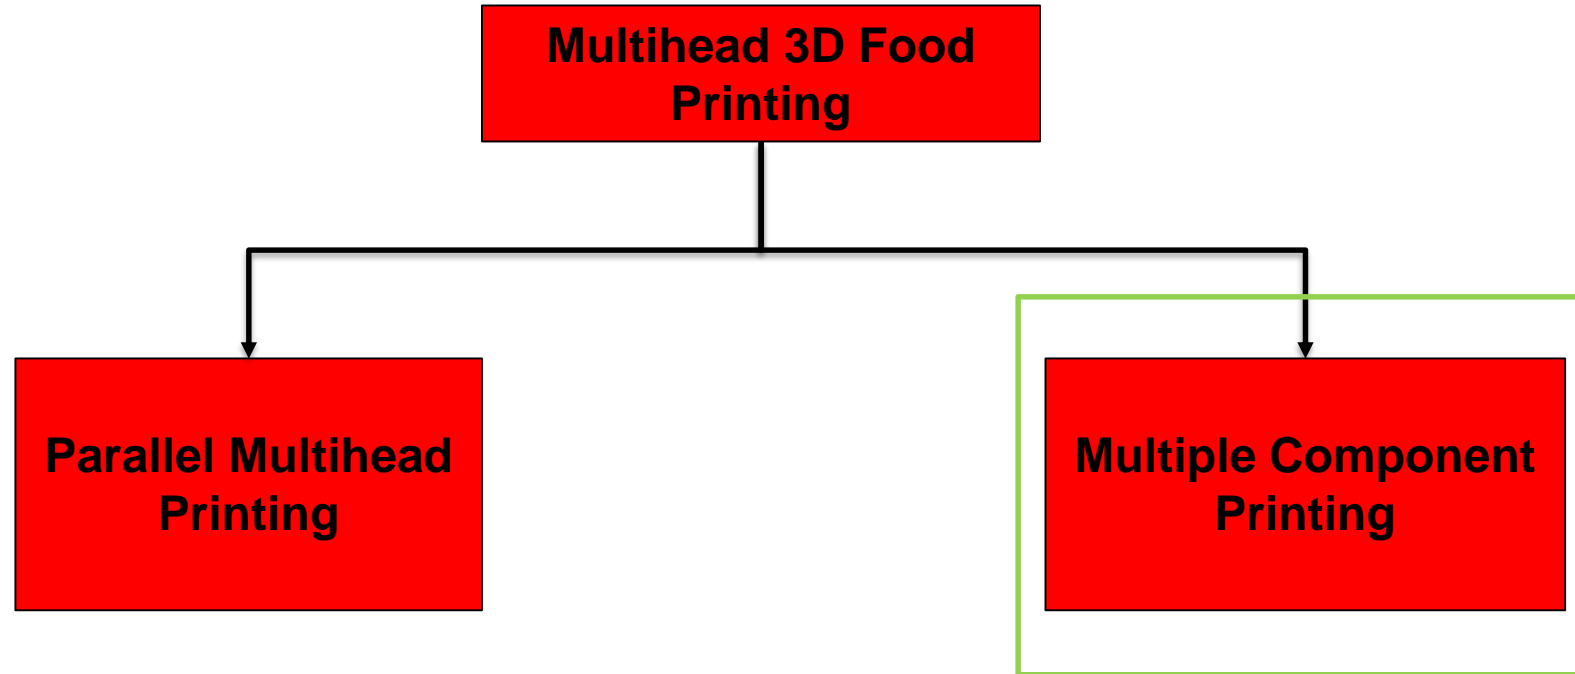 Multihead 3D Food
Printing
Parallel Multihead
Printing
Multiple Component
Printing